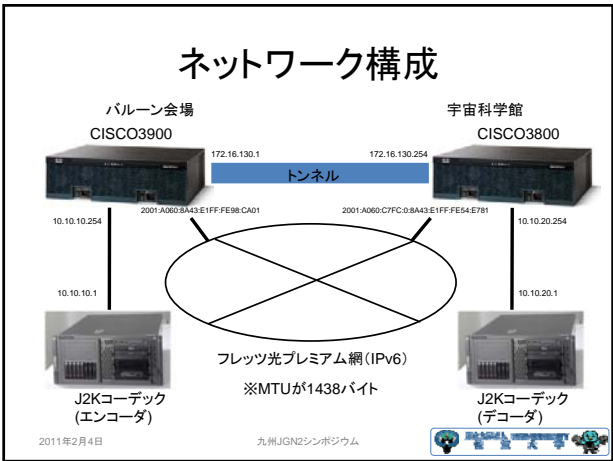 ネットワーク構成
バルーン会場
CISCO3900
宇宙科学館
CISCO3800
172.16.130.1
172.16.130.254
トンネル
10.10.10.254
2001:A060:8A43:E1FF:FE98:CA01
2001:A060:C7FC:0:8A43:E1FF:FE54:E781
10.10.20.254
10.10.10.1
10.10.20.1
フレッツ光プレミアム網(IPv6)
※MTUが1438バイト
J2Kコーデック
(エンコーダ)
J2Kコーデック
(デコーダ)
2011年2月4日
九州JGN2シンポジウム